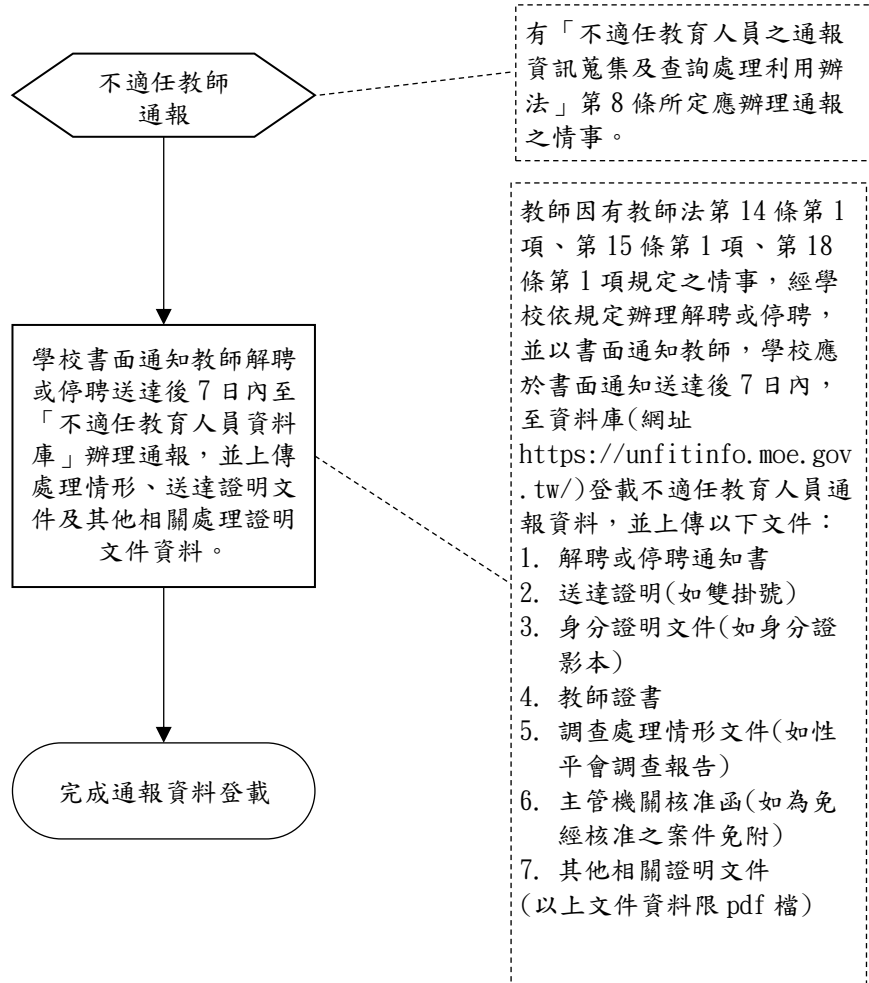 不適任教師
通報
有「不適任教育人員之通報
資訊蒐集及查詢處理利用辦
法」第 8 條所定應辦理通報
之情事。
學校書面通知教師解聘
或停聘送達後 7 日內至
「不適任教育人員資料
庫」辦理通報，並上傳
處理情形、送達證明文
件及其他相關處理證明
文件資料。
教師因有教師法第 14 條第 1
項、第 15 條第 1 項、第 18
條第 1 項規定之情事，經學
校依規定辦理解聘或停聘，
並以書面通知教師，學校應
於書面通知送達後 7 日內，
至資料庫(網址
https://unfitinfo.moe.gov
.tw/)登載不適任教育人員通
報資料，並上傳以下文件：
1. 解聘或停聘通知書
2. 送達證明(如雙掛號)
3. 身分證明文件(如身分證
影本)
4. 教師證書
5. 調查處理情形文件(如性
平會調查報告)
6. 主管機關核准函(如為免
經核准之案件免附)
7. 其他相關證明文件
(以上文件資料限 pdf 檔)
完成通報資料登載